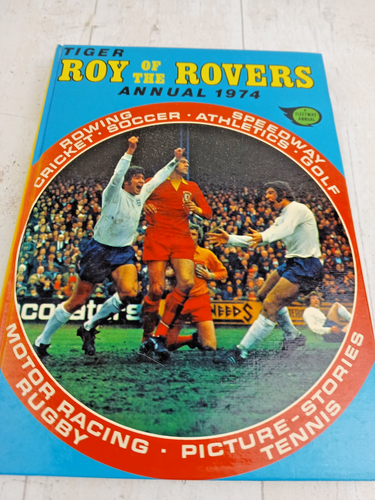 TIGER
ROY OF THE ROVERS
ANNUAL 1974
A
FLEETWAY
ANNUAL
ROWING SPEEDWAY
CRICKET · SOCCER · ATHLETICS · GOLF
NEEDS
MOTOR RACING · PICTURE-STORIES
RUGBY TENNIS